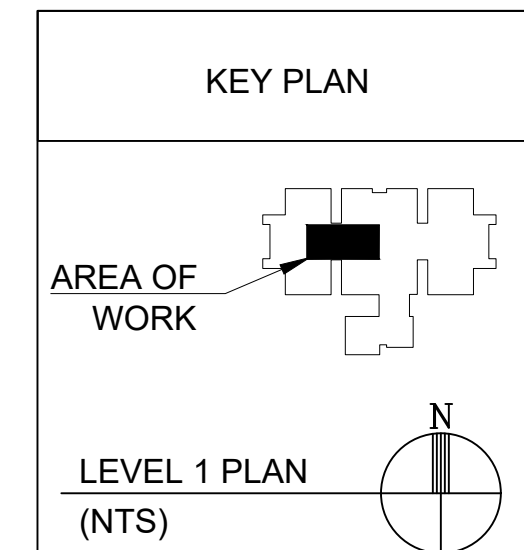 KEY PLAN
AREA OF
WORK
N
LEVEL 1 PLAN
(NTS)